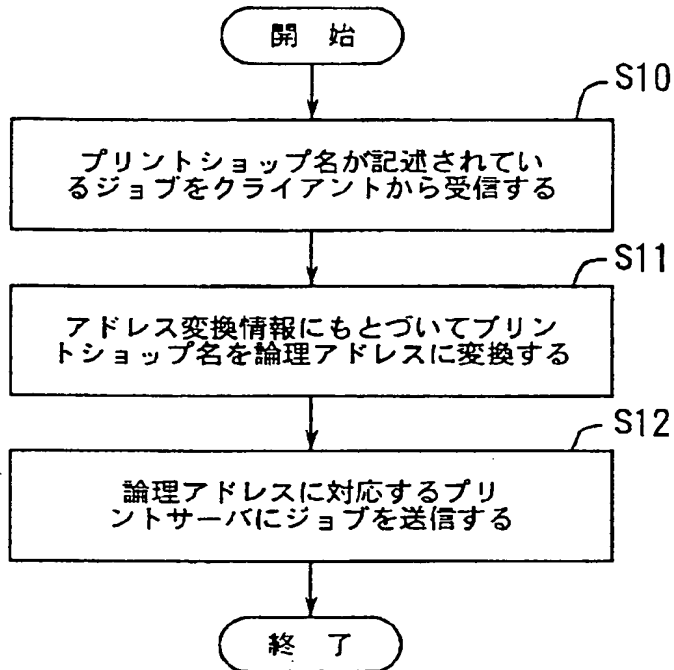 開 始
S10
プリントショップ名が記述されてい
るジョブをクライアントから受信する
S11
アドレス変換情報にもとづいてプリン
トショップ名を論理アドレスに変換する
S12
論理アドレスに対応するプリ
ントサーバにジョブを送信する
終 了